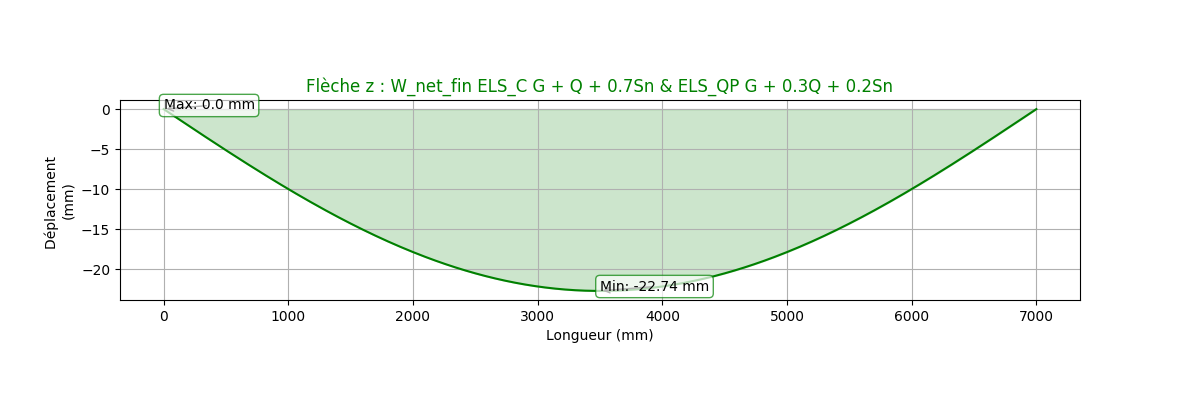 Flèche z : W_net_fin ELS_C G + Q + 0.7Sn & ELS_QP G + 0.3Q + 0.2Sn
Max: 0.0 mm
0
−5
−10
−15
−20
Déplacement
(mm)
Min: -22.74 mm
0 1000 2000 3000 4000 5000 6000 7000
Longueur (mm)